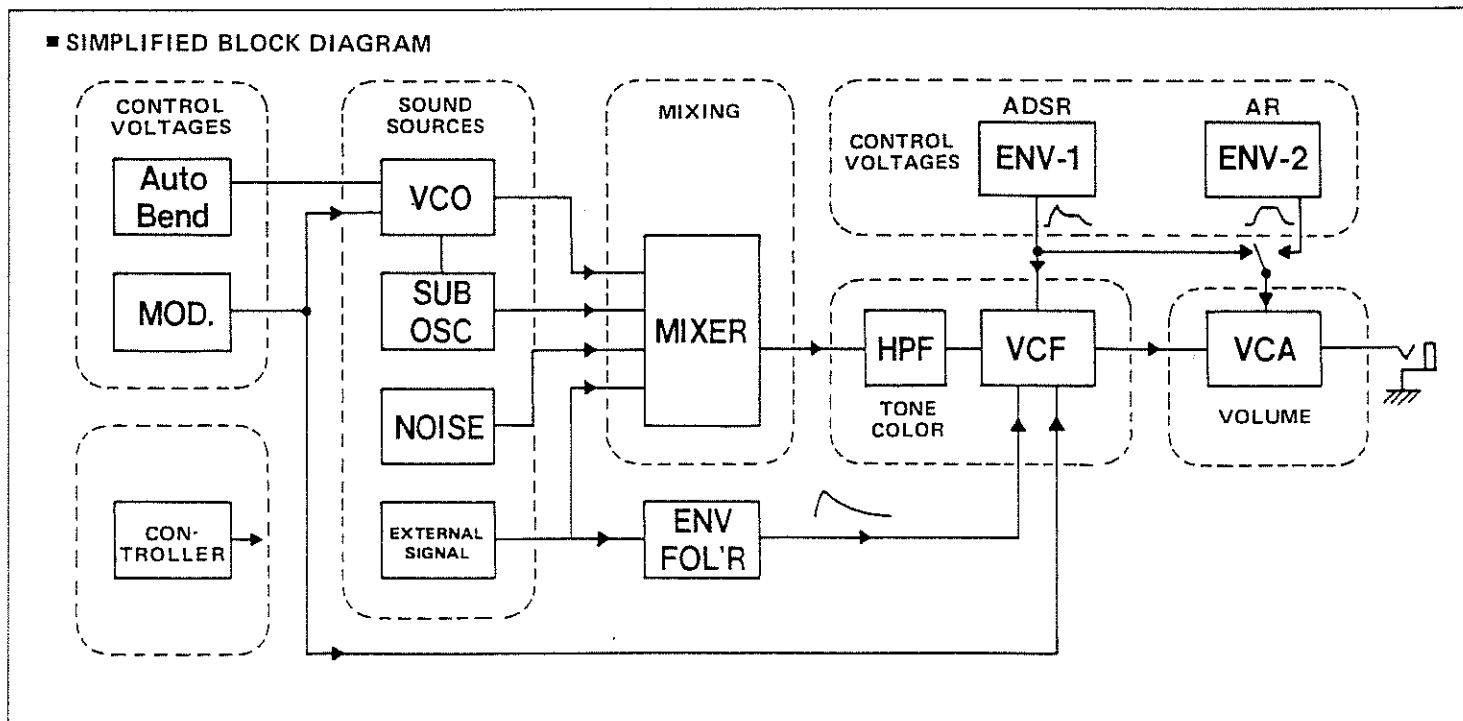 ■ SIMPLIFIED BLOCK DIAGRAM
CONTROL
VOLTAGES
Auto
Bend
MOD.
CON-
TROLLER
SOUND
SOURCES
VCO
SUB
OSC
NOISE
EXTERNAL
SIGNAL
MIXING
MIXER
ENV
FOL'R
CONTROL
VOLTAGES
ADSR
ENV-1
AR
ENV-2
HPF
VCF
TONE
COLOR
VCA
VOLUME